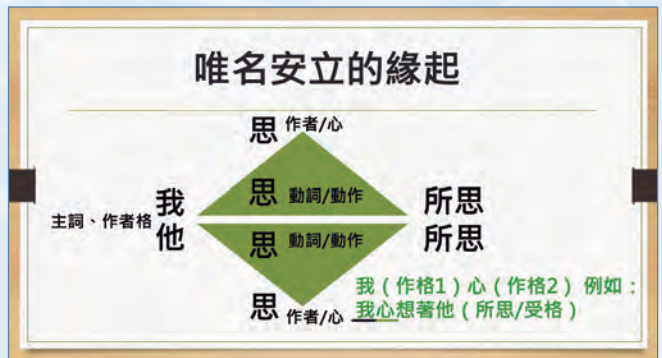 唯名安立的緣起
思 作者/心
思 動詞/動作
主詞、作者格 我 所思
他 所思
思 動詞/動作
思 作者/心
我（作格1）心（作格2） 例如：
我心想著他（所思/受格）